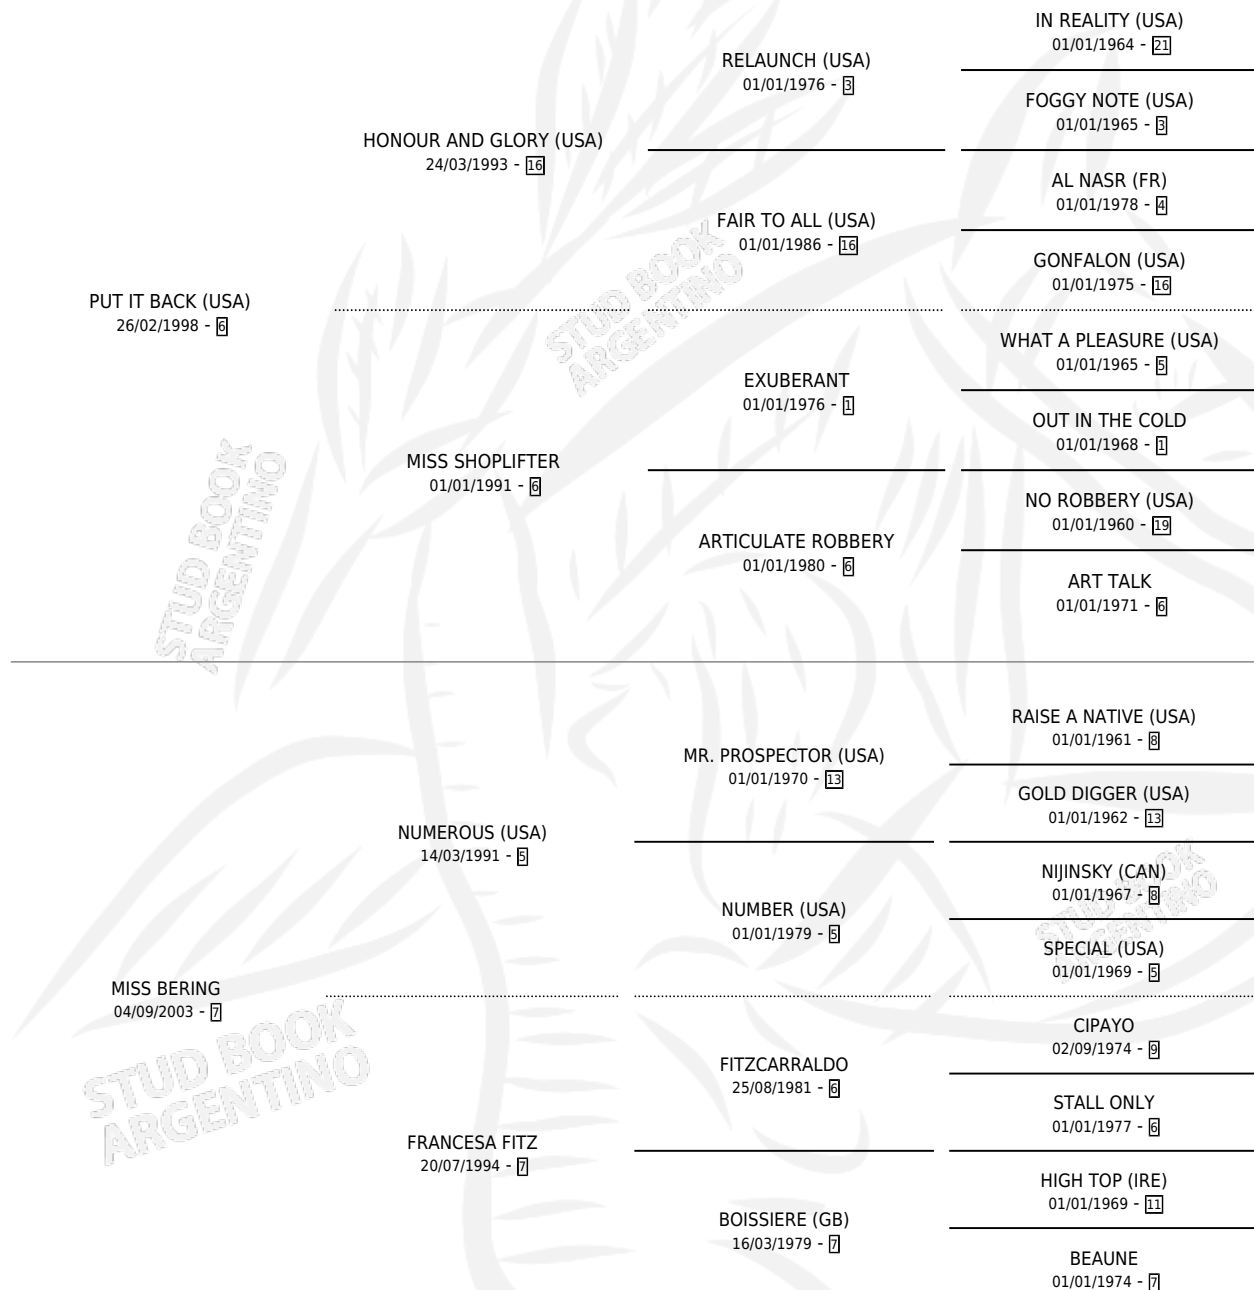 IN REALITY (USA)
01/01/1964 - 21
RELAUNCH (USA)
01/01/1976 - 3
FOGGY NOTE (USA)
01/01/1965 - 3
HONOUR AND GLORY (USA)
24/03/1993 - 16
AL NASR (FR)
01/01/1978 - 4
FAIR TO ALL (USA)
01/01/1986 - 16
GONFALON (USA)
01/01/1975 - 16
STUD BOOK
ARGENTINO
PUT IT BACK (USA)
26/02/1998 - 6
WHAT A PLEASURE (USA)
01/01/1965 - 5
EXUBERANT
01/01/1976 - 1
OUT IN THE COLD
01/01/1968 - 1
MISS SHOPLIFTER
01/01/1991 - 6
NO ROBBERY (USA)
01/01/1960 - 19
ARTICULATE ROBBERY
01/01/1980 - 6
ART TALK
01/01/1971 - 6
STUD BOOK
ARGENTINO
RAISE A NATIVE (USA)
01/01/1961 - 8
MR. PROSPECTOR (USA)
01/01/1970 - 13
GOLD DIGGER (USA)
01/01/1962 - 13
NUMEROUS (USA)
14/03/1991 - 5
NIJINSKY (CAN)
01/01/1967 - 8
NUMBER (USA)
01/01/1979 - 5
SPECIAL (USA)
01/01/1969 - 5
STUD BOOK
ARGENTINO
MISS BERING
04/09/2003 - 7
CIPAYO
02/09/1974 - 9
FITZCARRALDO
25/08/1981 - 6
STALL ONLY
01/01/1977 - 6
STUD BOOK
ARGENTINO
FRANCESA FITZ
20/07/1994 - 7
HIGH TOP (IRE)
01/01/1969 - 11
BOISSIERE (GB)
16/03/1979 - 7
BEAUNE
01/01/1974 - 7